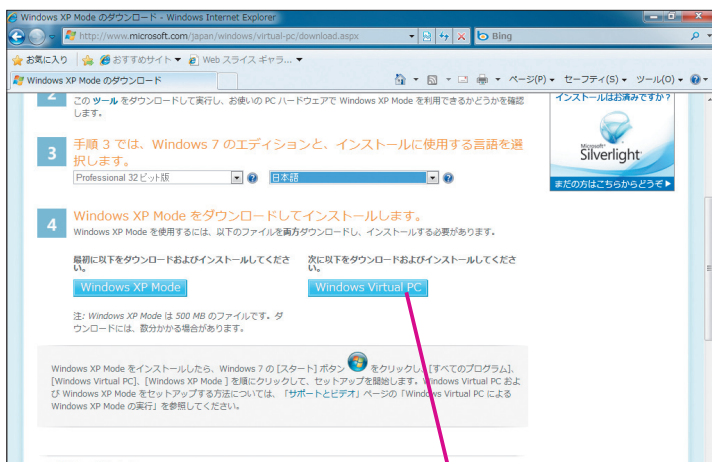 Windows XP Mode のダウンロード - Windows Internet Explorer
http://www.microsoft.com/japan/windows/virtual-pc/download.aspx
Bing
お気に入り
おすすめサイト
Web スライス ギャラ...
Windows XP Mode のダウンロード
ページ(P)
セーフティ(S)
ツール(O)
2
この ツール をダウンロードして実行し、お使いの PC ハードウェアで Windows XP Mode を利用できるかどうかを確認
します。
インストールはお済みですか？
Microsoft
Silverlight
まだの方はこちらからどうぞ
3
手順 3 では、Windows 7 のエディションと、インストールに使用する言語を選
択します。
Professional 32 ビット版
日本語
4
Windows XP Mode をダウンロードしてインストールします。
Windows XP Mode を使用するには、以下のファイルを両方ダウンロードし、インストールする必要があります。
最初に以下をダウンロードおよびインストールしてくださ
い。
Windows XP Mode
注: Windows XP Mode は 500 MB のファイルです。ダ
ウンロードには、数分かかる場合があります。
次に以下をダウンロードおよびインストールしてくださ
い。
Windows Virtual PC
Windows XP Mode をインストールしたら、Windows 7 の [スタート] ボタン をクリックし、[すべてのプログラム]、
[Windows Virtual PC]、[Windows XP Mode ] を順にクリックして、セットアップを開始します。Windows Virtual PC およ
び Windows XP Mode をセットアップする方法については、「サポートとビデオ」ページの「Windows Virtual PC による
Windows XP Mode の実行」を参照してください。